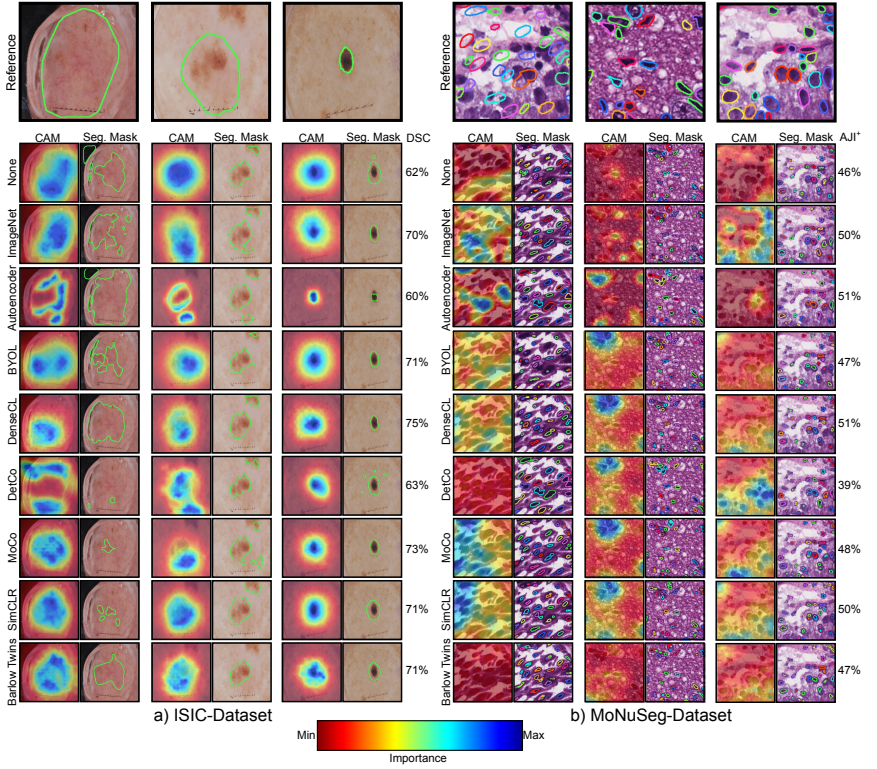 Reference
Reference
CAM Seg. Mask CAM Seg. Mask CAM Seg. Mask DSC
CAM Seg. Mask CAM Seg. Mask CAM Seg. Mask AJI⁺
None 62%
None 46%
ImageNet 70%
ImageNet 50%
Autoencoder 60%
Autoencoder 51%
BYOL 71%
BYOL 47%
DenseCL 75%
DenseCL 51%
DetCo 63%
DetCo 39%
MoCo 73%
MoCo 48%
SimCLR 71%
SimCLR 50%
Barlow Twins 71%
Barlow Twins 47%
a) ISIC-Dataset
b) MoNuSeg-Dataset
Min Max
Importance